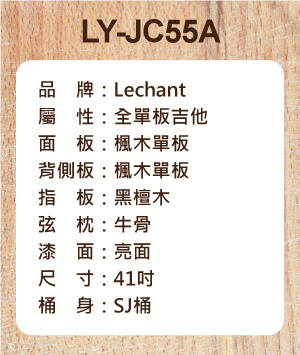 LY-JC55A
品　牌：Lechant
屬　性：全單板吉他
面　板：楓木單板
背側板：楓木單板
指　板：黑檀木
弦　枕：牛骨
漆　面：亮面
尺　寸：41吋
桶　身：SJ桶